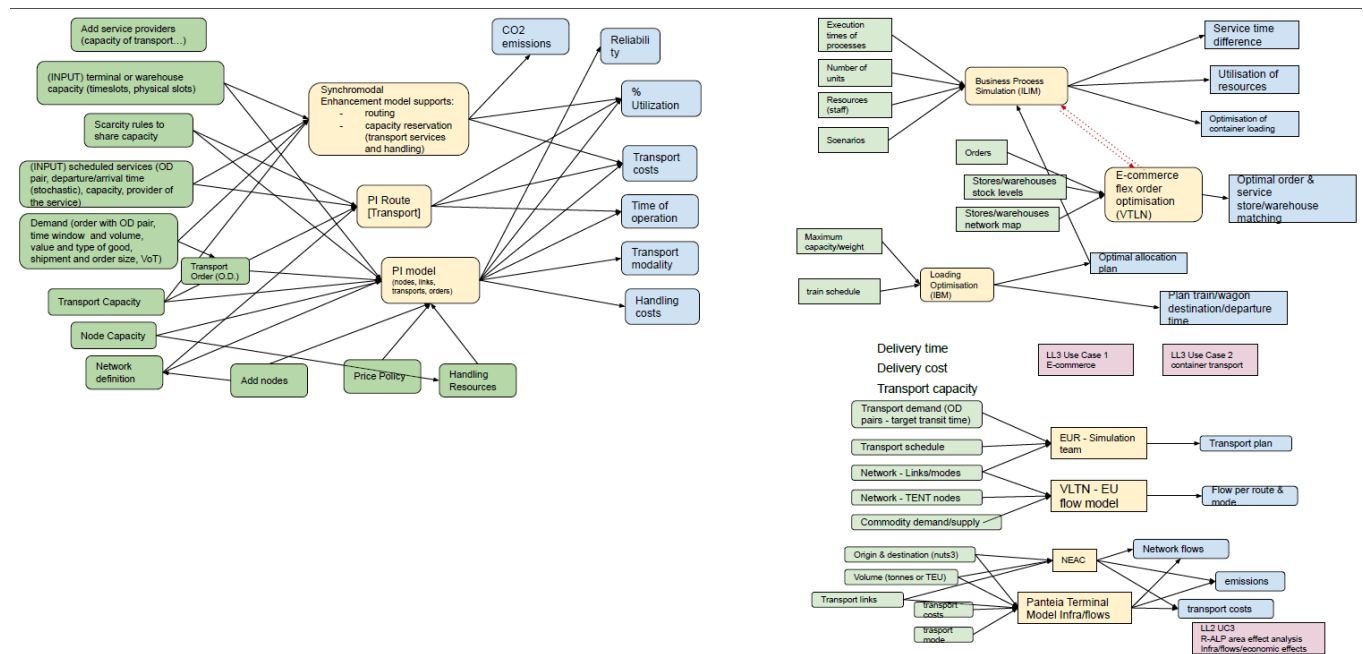 Add service providers
(capacity of transport…)
(INPUT) terminal or warehouse
capacity (timeslots, physical slots)
Scarcity rules to
share capacity
(INPUT) scheduled services (OD
pair, departure/arrival time
(stochastic), capacity, provider of
the service)
Demand (order with OD pair,
time window and volume,
value and type of good,
shipment and order size, VoT)
Transport
Order (O.D.)
Transport Capacity
Node Capacity
Network
definition
Add nodes
Price Policy
Handling
Resources
Synchromodal
Enhancement model supports:
- routing
- capacity reservation
(transport services
and handling)
PI Route
[Transport]
PI model
(nodes, links,
transports, orders)
CO2
emissions
Reliabili
ty
%
Utilization
Transport
costs
Time of
operation
Transport
modality
Handling
costs
Execution
times of
processes
Number of
units
Resources
(staff)
Scenarios
Business Process
Simulation (ILIM)
Service time
difference
Utilisation of
resources
Optimisation of
container loading
Orders
Stores/warehouses
stock levels
Stores/warehouses
network map
E-commerce
flex order
optimisation
(VTLN)
Optimal order &
service
store/warehouse
matching
Maximum
capacity/weight
train schedule
Loading
Optimisation
(IBM)
Optimal allocation
plan
Plan train/wagon
destination/departure
time
Delivery time
Delivery cost
Transport capacity
LL3 Use Case 1
E-commerce
LL3 Use Case 2
container transport
Transport demand (OD
pairs - target transit time)
Transport schedule
Network - Links/modes
Network - TENT nodes
Commodity demand/supply
EUR - Simulation
team
VLTN - EU
flow model
Transport plan
Flow per route &
mode
Origin & destination (nuts3)
Volume (tonnes or TEU)
Transport links
transport
costs
trasport
mode
NEAC
Panteia Terminal
Model Infra/flows
Network flows
emissions
transport costs
LL2 UC3
R-ALP area effect analysis
Infra/flows/economic effects